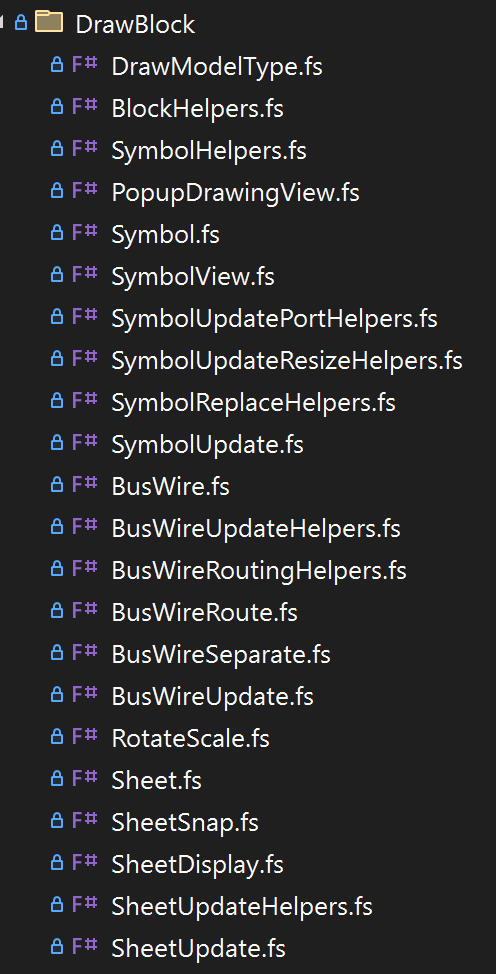 DrawBlock
F# DrawModelType.fs
F# BlockHelpers.fs
F# SymbolHelpers.fs
F# PopupDrawingView.fs
F# Symbol.fs
F# SymbolView.fs
F# SymbolUpdatePortHelpers.fs
F# SymbolUpdateResizeHelpers.fs
F# SymbolReplaceHelpers.fs
F# SymbolUpdate.fs
F# BusWire.fs
F# BusWireUpdateHelpers.fs
F# BusWireRoutingHelpers.fs
F# BusWireRoute.fs
F# BusWireSeparate.fs
F# BusWireUpdate.fs
F# RotateScale.fs
F# Sheet.fs
F# SheetSnap.fs
F# SheetDisplay.fs
F# SheetUpdateHelpers.fs
F# SheetUpdate.fs